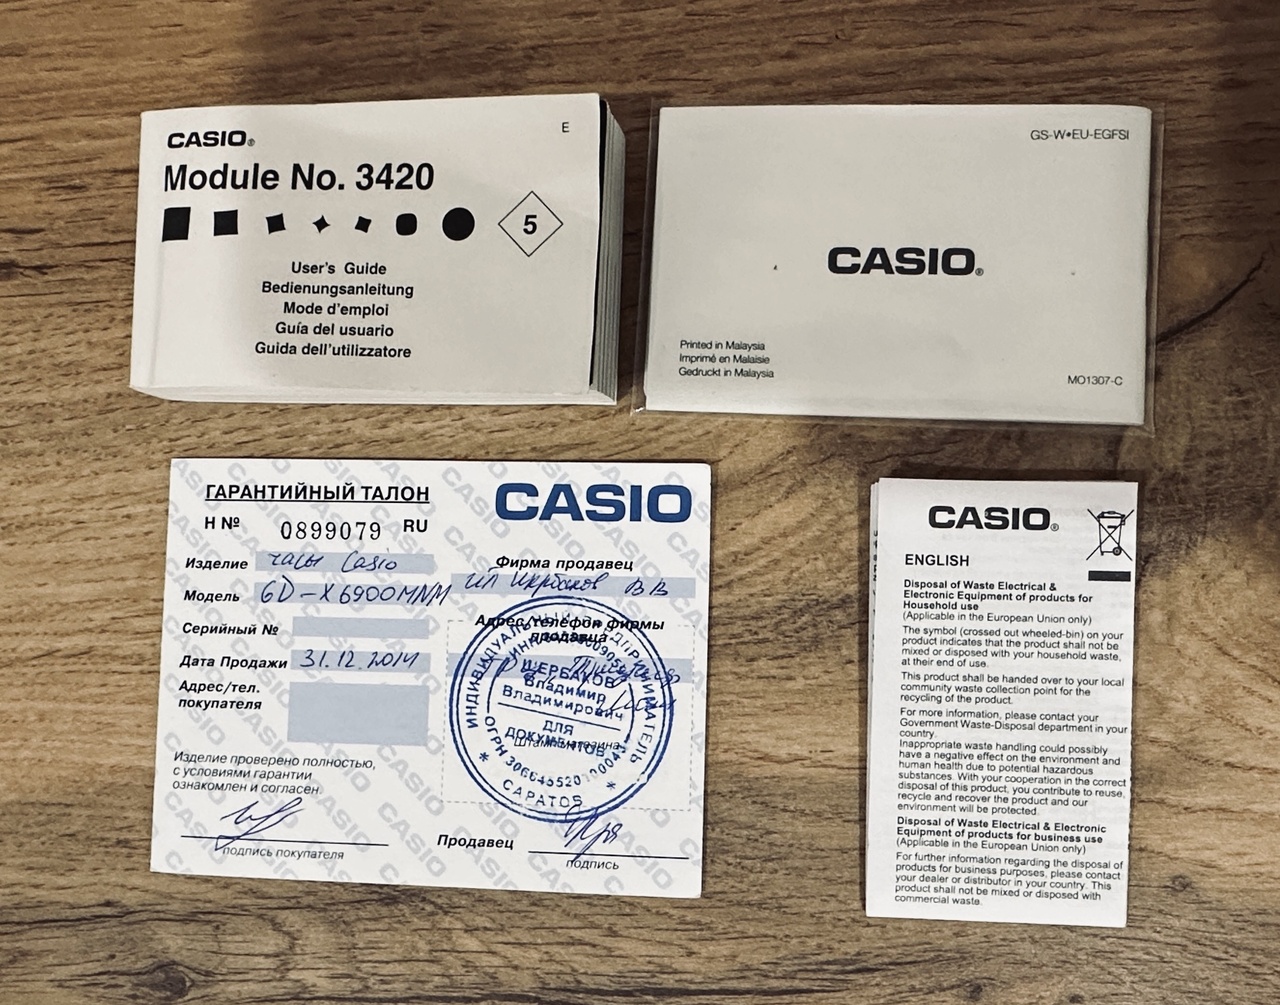 CASIO®
E
Module No. 3420
5
User's Guide
Bedienungsanleitung
Mode d'emploi
Guía del usuario
Guida dell'utilizzatore
GS-W•EU-EGFSI
CASIO®
Printed in Malaysia
Imprimé en Malaisie
Gedruckt in Malaysia
MO1307-C
ГАРАНТИЙНЫЙ ТАЛОН
CASIO
Н № 0899079 RU
Изделие часы Casio
Модель GD-X6900MNM
Серийный №
Дата Продажи 31.12.2014
Адрес/тел.
покупателя
Изделие проверено полностью,
с условиями гарантии
ознакомлен и согласен.
подпись покупателя
Фирма продавец
ИП Щербаков ВВ
Адрес/телефон фирмы
продавца
ИНДИВИДУАЛЬНЫЙ ПРЕДПРИНИМАТЕЛЬ
ЩЕРБАКОВ
Владимир
Владимирович
ДЛЯ
ДОКУМЕНТОВ
Штамп магазина
САРАТОВ
Продавец
подпись
CASIO®
ENGLISH
Disposal of Waste Electrical &
Electronic Equipment of products for
Household use
(Applicable in the European Union only)
The symbol (crossed out wheeled-bin) on your
product indicates that the product shall not be
mixed or disposed with your household waste,
at their end of use.
This product shall be handed over to your local
community waste collection point for the
recycling of the product.
For more information, please contact your
Government Waste-Disposal department in your
country.
Inappropriate waste handling could possibly
have a negative effect on the environment and
human health due to potential hazardous
substances. With your cooperation in the correct
disposal of this product, you contribute to reuse,
recycle and recover the product and our
environment will be protected.
Disposal of Waste Electrical & Electronic
Equipment of products for business use
(Applicable in the European Union only)
For further information regarding the disposal of
products for business purposes, please contact
your dealer or distributor in your country. This
product shall not be mixed or disposed with
commercial waste.